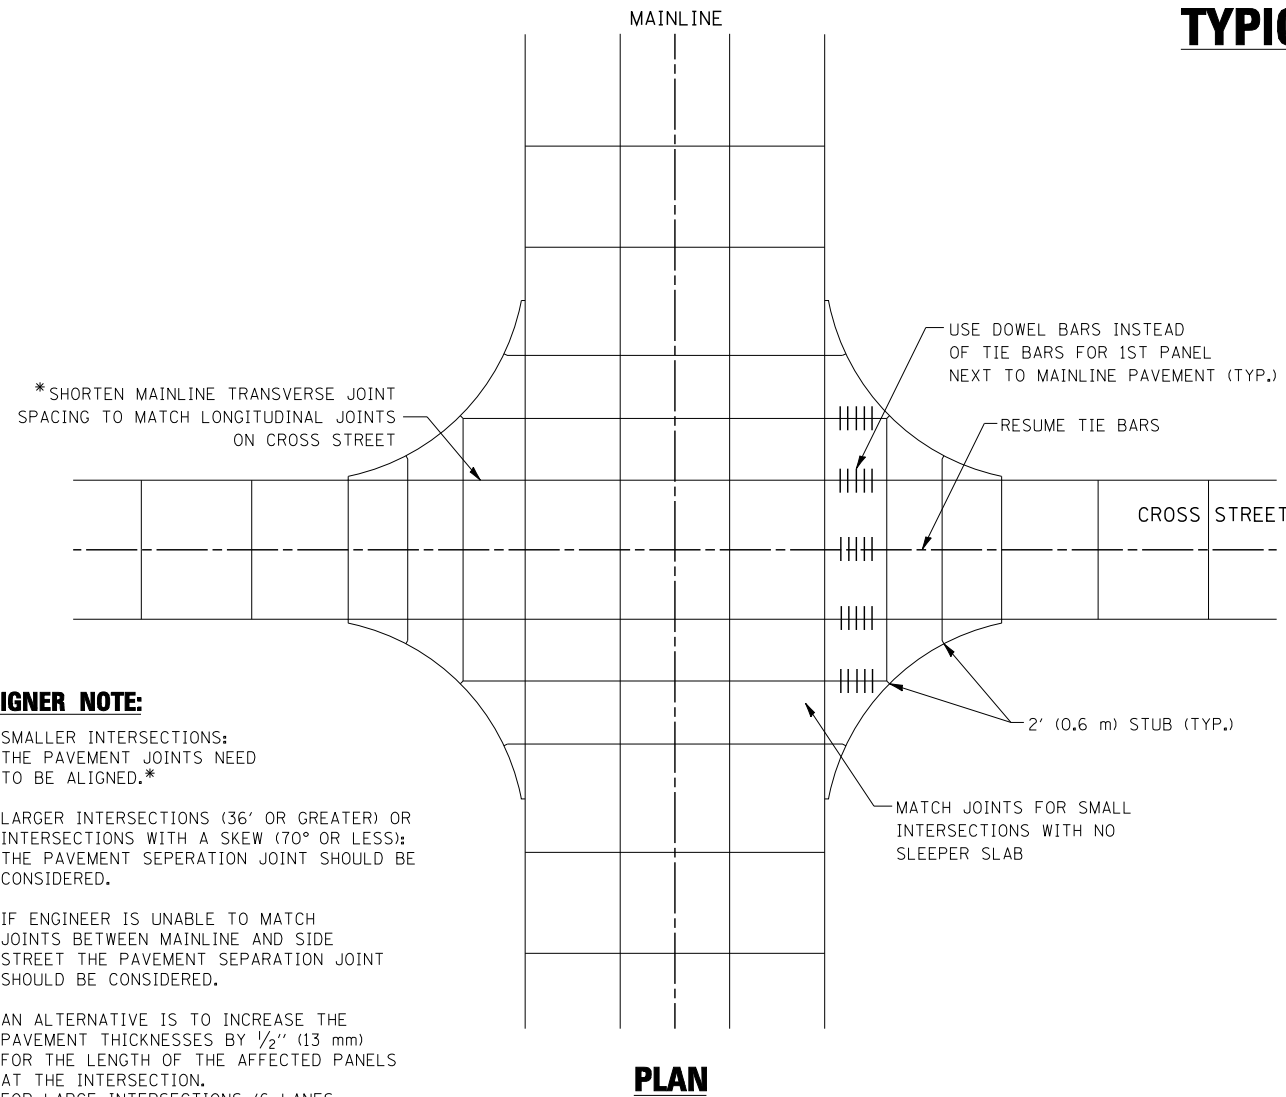 MAINLINE
TYPIC
USE DOWEL BARS INSTEAD
OF TIE BARS FOR 1ST PANEL
NEXT TO MAINLINE PAVEMENT (TYP.)
*SHORTEN MAINLINE TRANSVERSE JOINT
SPACING TO MATCH LONGITUDINAL JOINTS
ON CROSS STREET
RESUME TIE BARS
CROSS STREET
IGNER NOTE:
SMALLER INTERSECTIONS:
THE PAVEMENT JOINTS NEED
TO BE ALIGNED.*
LARGER INTERSECTIONS (36' OR GREATER) OR
INTERSECTIONS WITH A SKEW (70° OR LESS):
THE PAVEMENT SEPERATION JOINT SHOULD BE
CONSIDERED.
IF ENGINEER IS UNABLE TO MATCH
JOINTS BETWEEN MAINLINE AND SIDE
STREET THE PAVEMENT SEPARATION JOINT
SHOULD BE CONSIDERED.
AN ALTERNATIVE IS TO INCREASE THE
PAVEMENT THICKNESSES BY 1/2'' (13 mm)
FOR THE LENGTH OF THE AFFECTED PANELS
AT THE INTERSECTION.
FOR LARGE INTERSECTIONS (6 LANES
2' (0.6 m) STUB (TYP.)
MATCH JOINTS FOR SMALL
INTERSECTIONS WITH NO
SLEEPER SLAB
PLAN